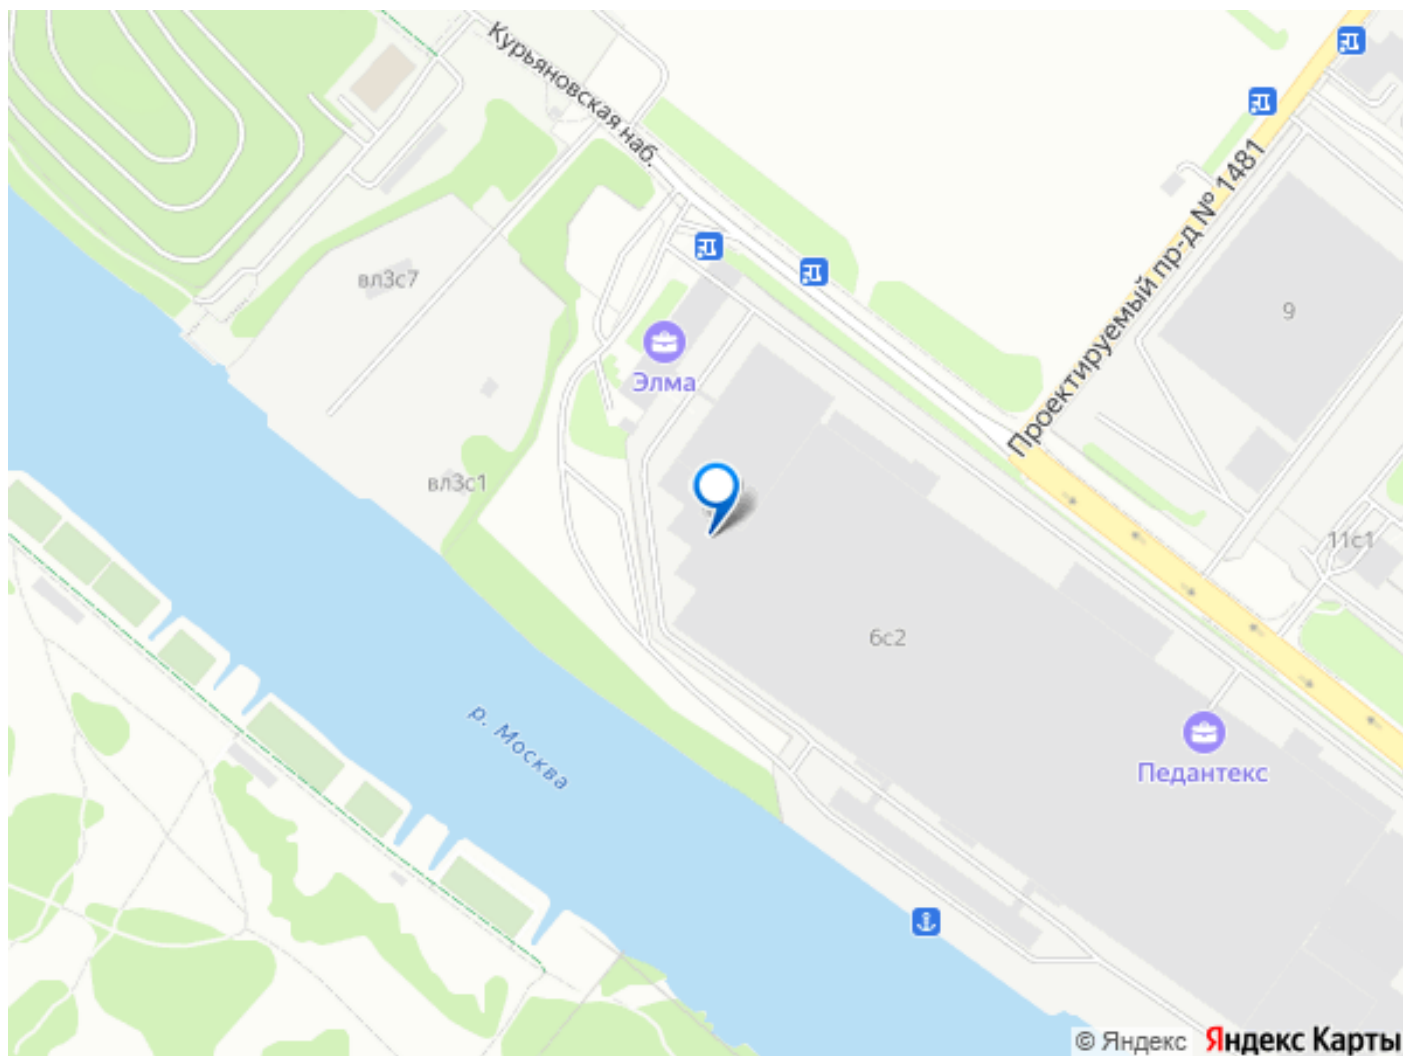 Курьяновская наб.
Проектируемый пр-д № 1481
вл3с7
9
Элма
вл3с1
11с1
6с2
р. Москва
Педантекс
© Яндекс Яндекс Карты